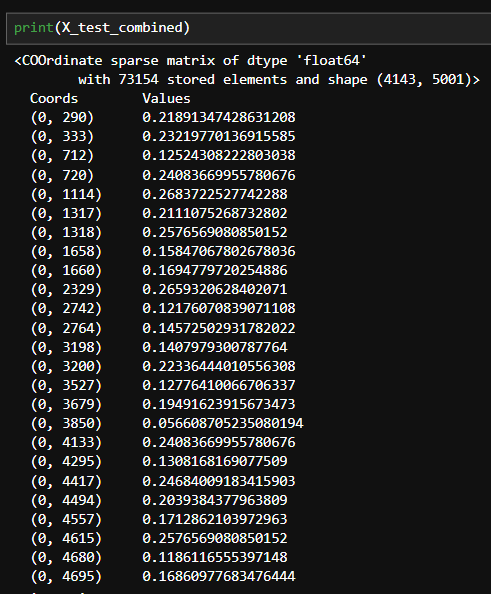 print(X_test_combined)
<COOrdinate sparse matrix of dtype 'float64'
with 73154 stored elements and shape (4143, 5001)>
Coords Values
(0, 290) 0.21891347428631208
(0, 333) 0.23219770136915585
(0, 712) 0.12524308222803038
(0, 720) 0.24083669955780676
(0, 1114) 0.2683722527742288
(0, 1317) 0.2111075268732802
(0, 1318) 0.2576569080850152
(0, 1658) 0.15847067802678036
(0, 1660) 0.1694779720254886
(0, 2329) 0.2659320628402071
(0, 2742) 0.12176070839071108
(0, 2764) 0.14572502931782022
(0, 3198) 0.1407979300787764
(0, 3200) 0.22336444010556308
(0, 3527) 0.12776410066706337
(0, 3679) 0.19491623915673473
(0, 3850) 0.056608705235080194
(0, 4133) 0.24083669955780676
(0, 4295) 0.1308168169077509
(0, 4417) 0.24684009183415903
(0, 4494) 0.2039384377963809
(0, 4557) 0.1712862103972963
(0, 4615) 0.2576569080850152
(0, 4680) 0.1186116555397148
(0, 4695) 0.16860977683476444